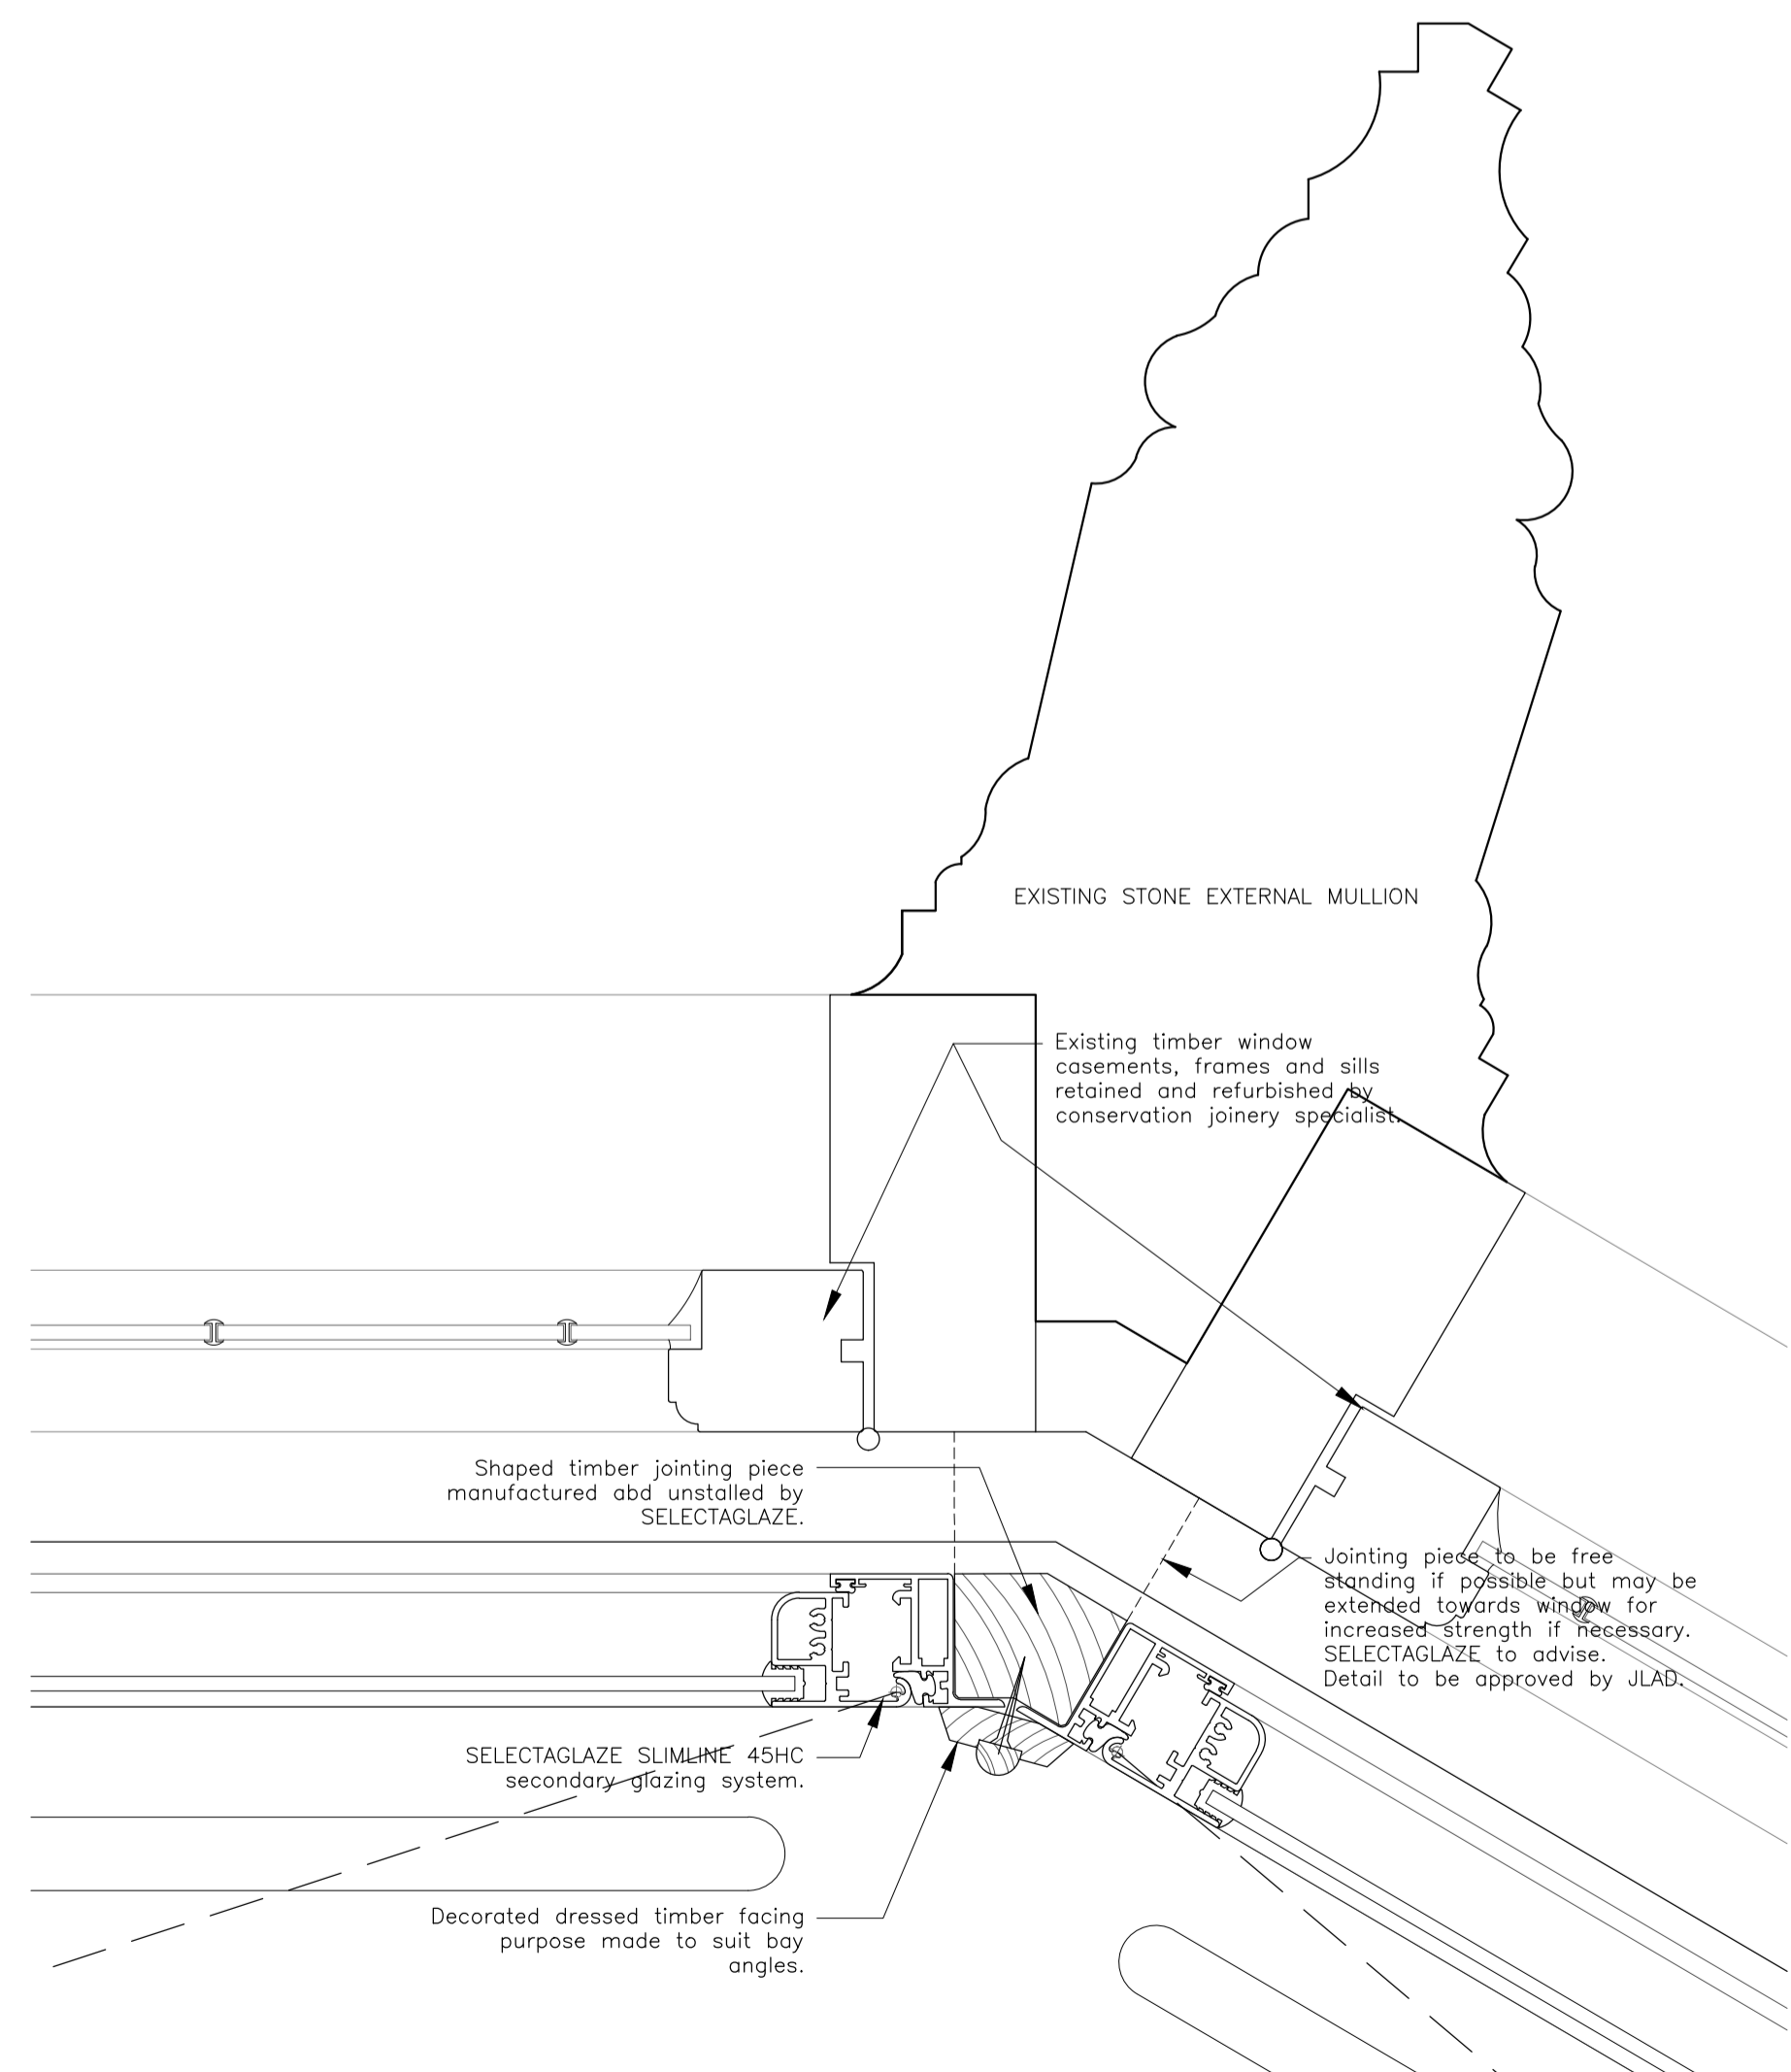 EXISTING STONE EXTERNAL MULLION
Existing timber window
casements, frames and sills
retained and refurbished by
conservation joinery specialist.
Shaped timber jointing piece
manufactured abd unstalled by
SELECTAGLAZE.
Jointing piece to be free
standing if possible but may be
extended towards window for
increased strength if necessary.
SELECTAGLAZE to advise.
Detail to be approved by JLAD.
SELECTAGLAZE SLIMLINE 45HC
secondary glazing system.
Decorated dressed timber facing
purpose made to suit bay
angles.